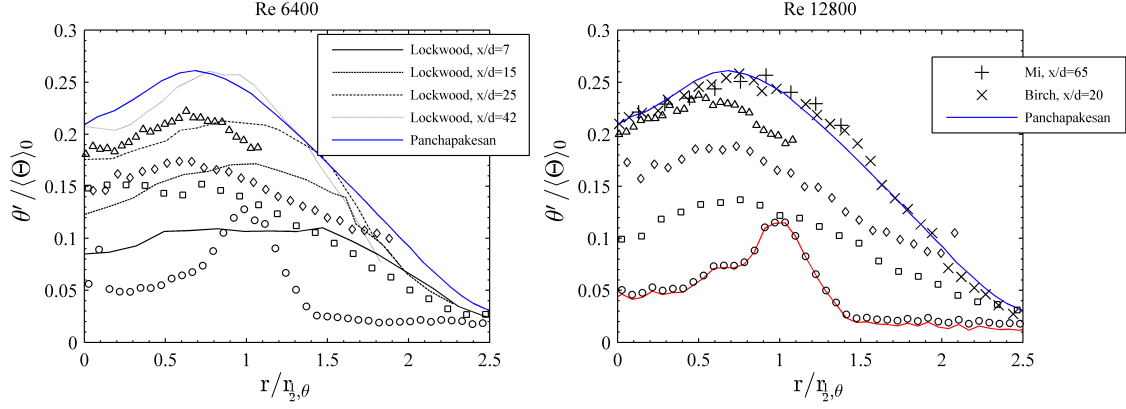 Re 6400
Re 12800
0.3
0.25
0.2
0.15
0.1
0.05
0
θ′/⟨Θ⟩₀
0 0.5 1 1.5 2 2.5
r/r½,θ
Lockwood, x/d=7
Lockwood, x/d=15
Lockwood, x/d=25
Lockwood, x/d=42
Panchapakesan
0.3
0.25
0.2
0.15
0.1
0.05
0
θ′/⟨Θ⟩₀
0 0.5 1 1.5 2 2.5
r/r½,θ
Mi, x/d=65
Birch, x/d=20
Panchapakesan